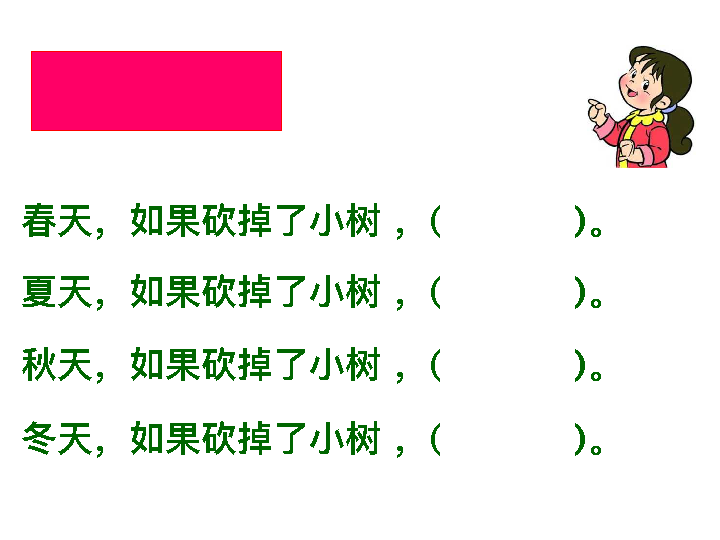 春天，如果砍掉了小树，（　　　）。
夏天，如果砍掉了小树，（　　　）。
秋天，如果砍掉了小树，（　　　）。
冬天，如果砍掉了小树，（　　　）。